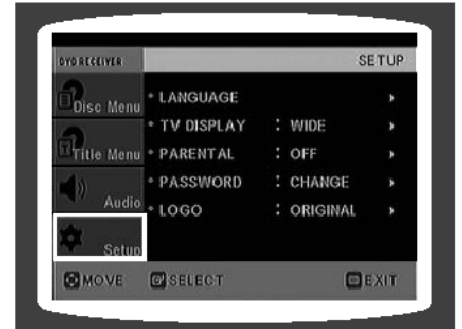 DVD RECEIVER SETUP
Disc Menu
Title Menu
Audio
Setup
• LANGUAGE
• TV DISPLAY : WIDE
• PARENTAL : OFF
• PASSWORD : CHANGE
• LOGO : ORIGINAL
MOVE SELECT EXIT